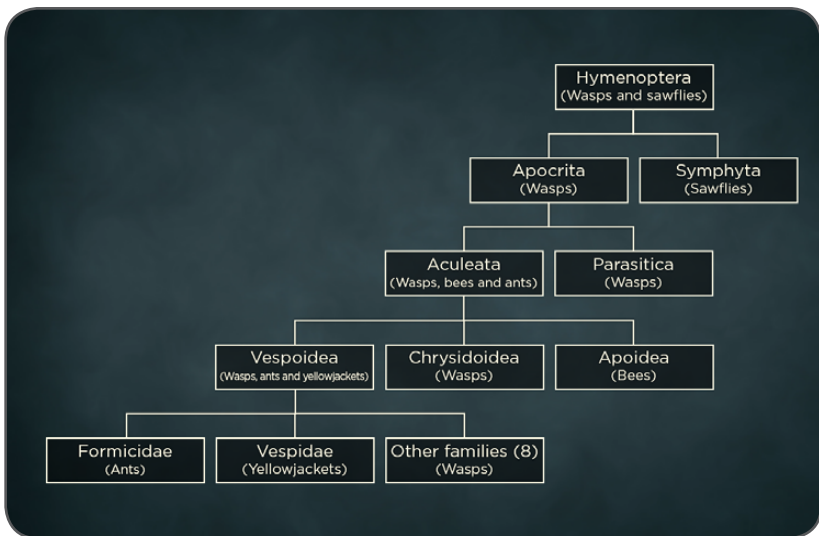 Hymenoptera
(Wasps and sawflies)
Apocrita
(Wasps)
Symphyta
(Sawflies)
Aculeata
(Wasps, bees and ants)
Parasitica
(Wasps)
Vespoidea
(Wasps, ants and yellowjackets)
Chrysidoidea
(Wasps)
Apoidea
(Bees)
Formicidae
(Ants)
Vespidae
(Yellowjackets)
Other families (8)
(Wasps)